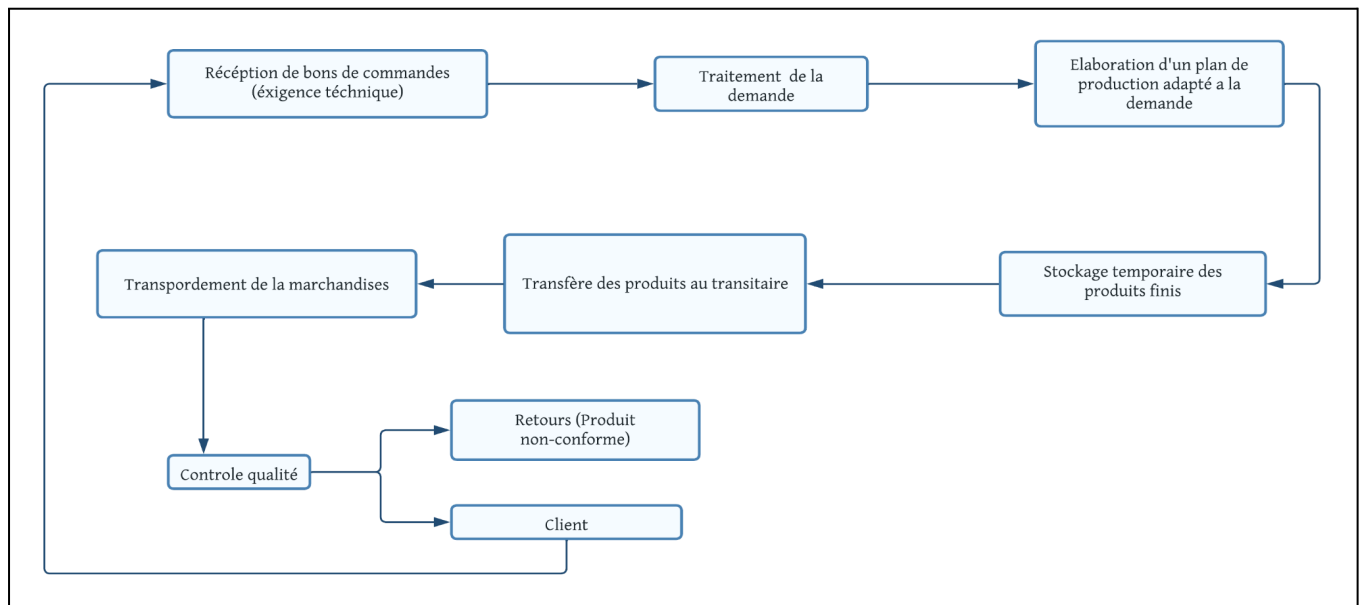 Récéption de bons de commandes
(éxigence téchnique)
Traitement de la
demande
Elaboration d'un plan de
production adapté a la
demande
Transpordement de la marchandises
Transfère des produits au transitaire
Stockage temporaire des
produits finis
Retours (Produit
non-conforme)
Controle qualité
Client